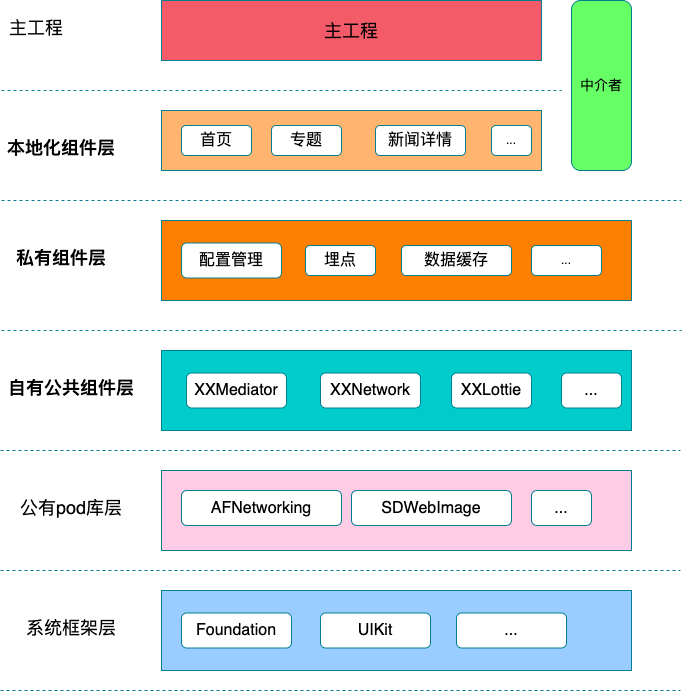 主工程
主工程
中介者
本地化组件层
首页
专题
新闻详情
...
私有组件层
配置管理
埋点
数据缓存
...
自有公共组件层
XXMediator
XXNetwork
XXLottie
...
公有pod库层
AFNetworking
SDWebImage
...
系统框架层
Foundation
UIKit
...